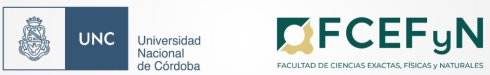 UNC
Universidad
Nacional
de Córdoba
FCEFyN
FACULTAD DE CIENCIAS EXACTAS, FÍSICAS y NATURALES